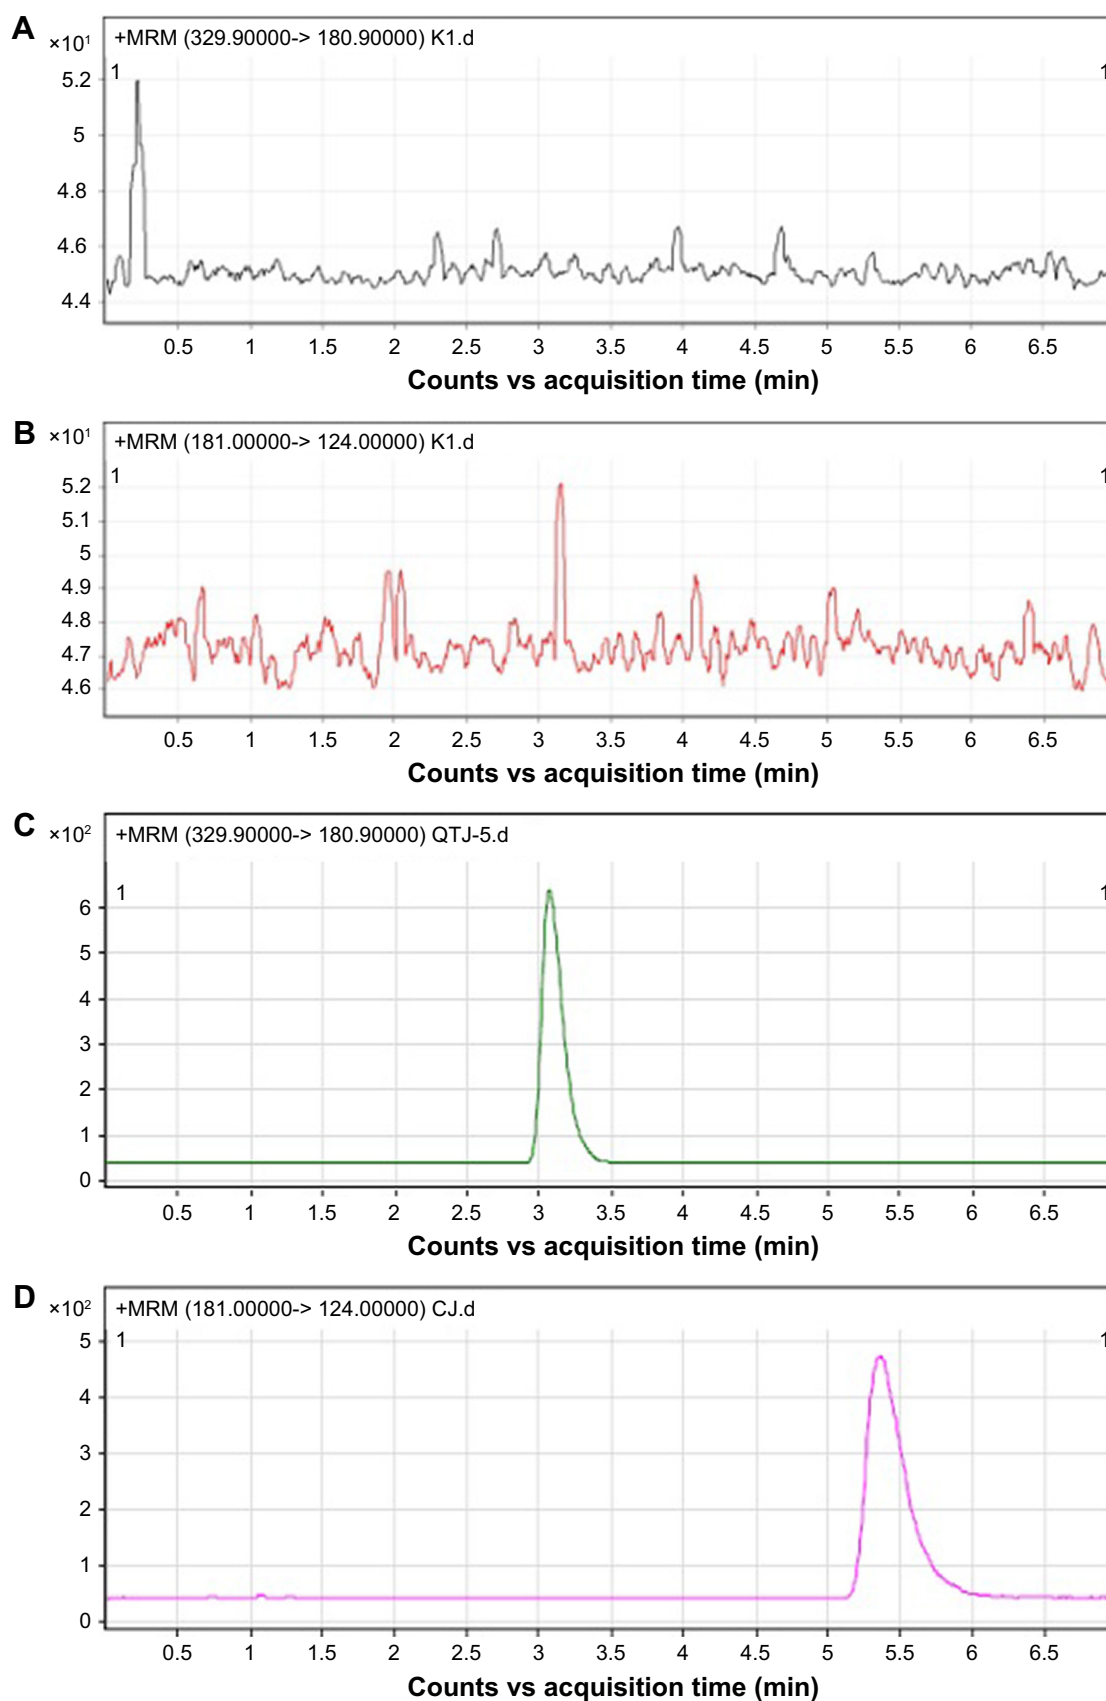 A
×10¹
+MRM (329.90000-> 180.90000) K1.d
1 1
5.2
5
4.8
4.6
4.4
0.5 1 1.5 2 2.5 3 3.5 4 4.5 5 5.5 6 6.5
Counts vs acquisition time (min)
B
×10¹
+MRM (181.00000-> 124.00000) K1.d
1 1
5.2
5.1
5
4.9
4.8
4.7
4.6
0.5 1 1.5 2 2.5 3 3.5 4 4.5 5 5.5 6 6.5
Counts vs acquisition time (min)
C
×10²
+MRM (329.90000-> 180.90000) QTJ-5.d
1 1
6
5
4
3
2
1
0
0.5 1 1.5 2 2.5 3 3.5 4 4.5 5 5.5 6 6.5
Counts vs acquisition time (min)
D
×10²
+MRM (181.00000-> 124.00000) CJ.d
1 1
5
4
3
2
1
0
0.5 1 1.5 2 2.5 3 3.5 4 4.5 5 5.5 6 6.5
Counts vs acquisition time (min)